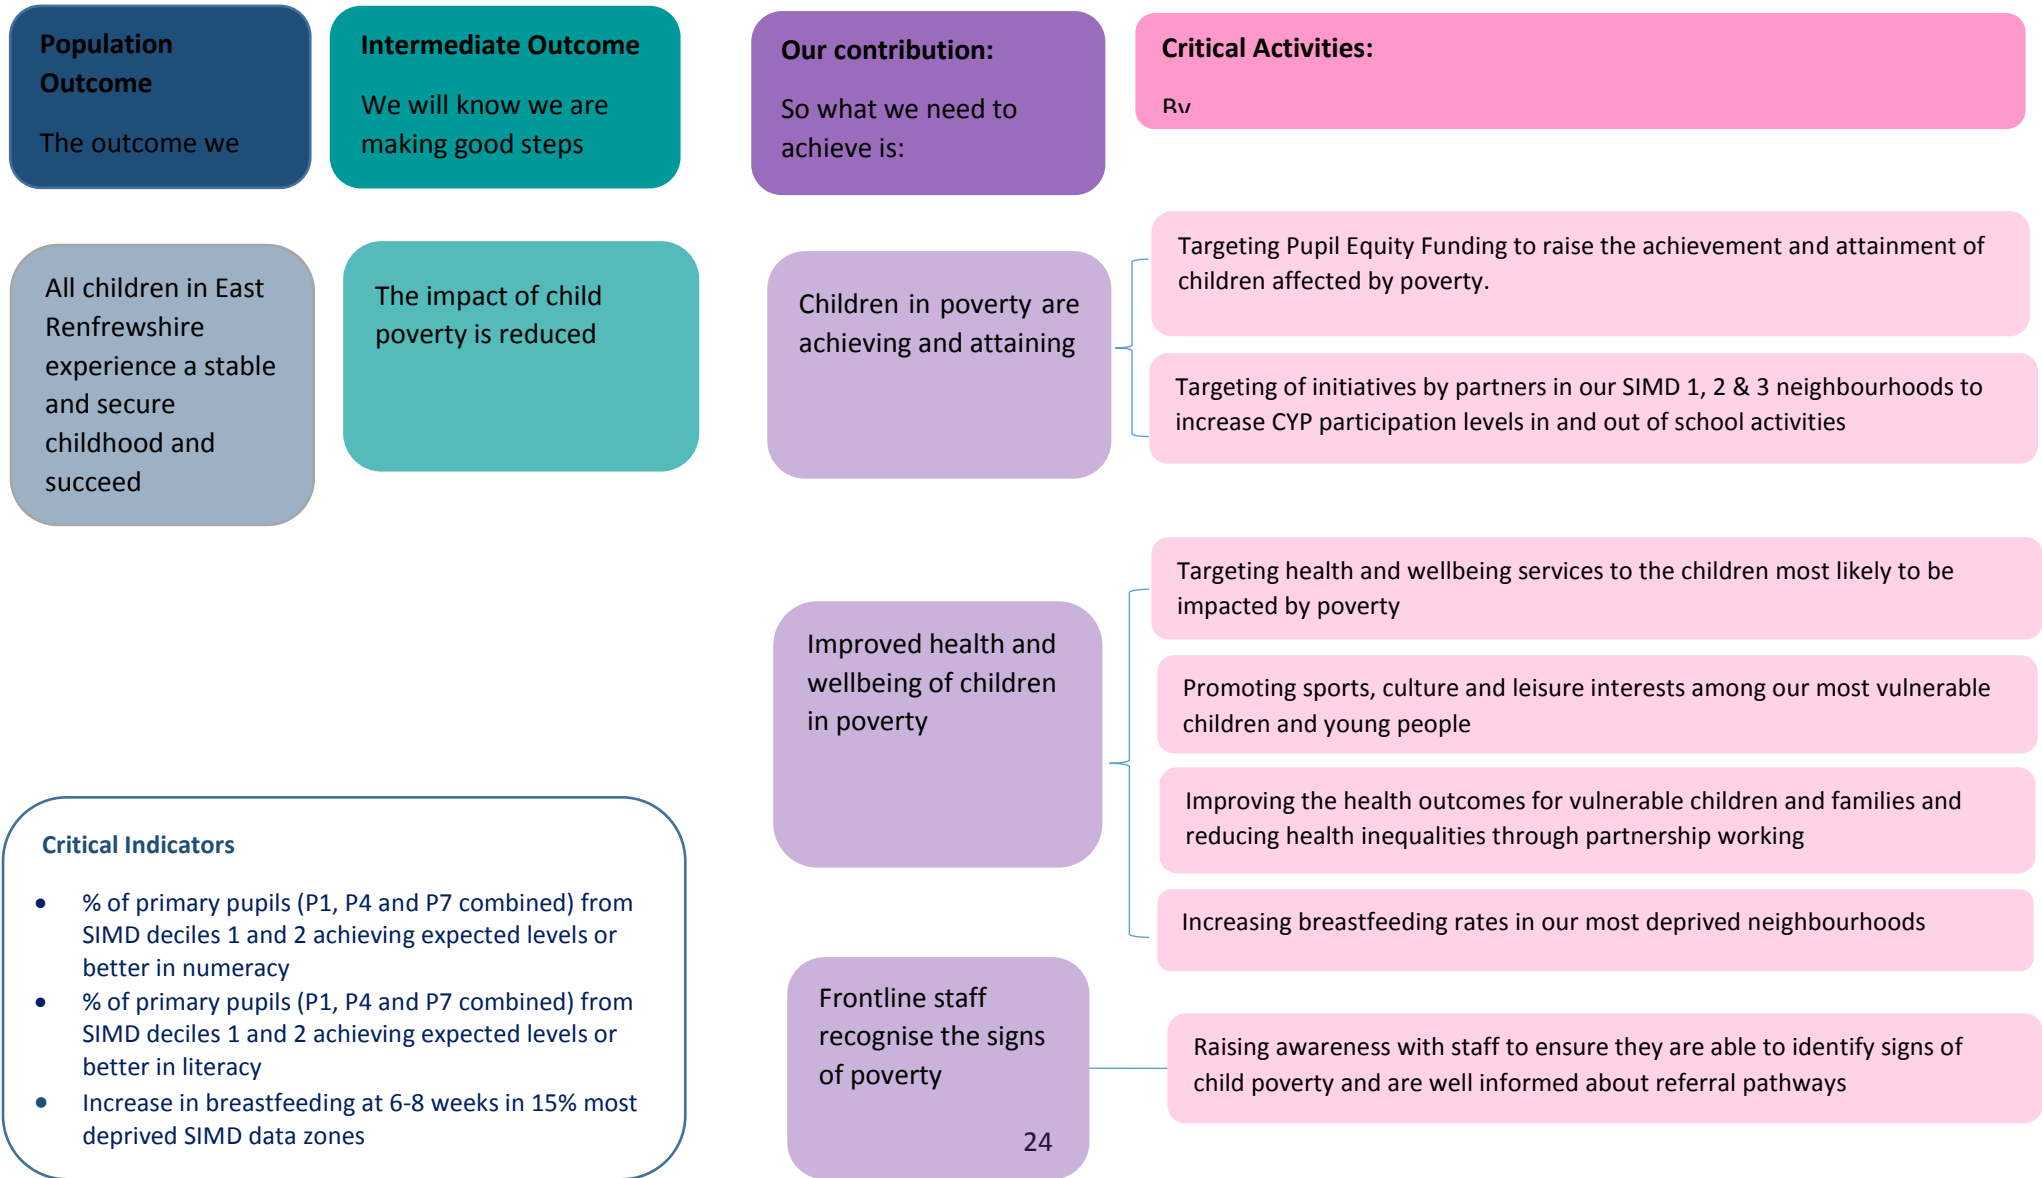 Population
Outcome
The outcome we
Intermediate Outcome
We will know we are
making good steps
Our contribution:
So what we need to
achieve is:
Critical Activities:
By
All children in East
Renfrewshire
experience a stable
and secure
childhood and
succeed
The impact of child
poverty is reduced
Children in poverty are
achieving and attaining
Targeting Pupil Equity Funding to raise the achievement and attainment of
children affected by poverty.
Targeting of initiatives by partners in our SIMD 1, 2 & 3 neighbourhoods to
increase CYP participation levels in and out of school activities
Improved health and
wellbeing of children
in poverty
Targeting health and wellbeing services to the children most likely to be
impacted by poverty
Promoting sports, culture and leisure interests among our most vulnerable
children and young people
Improving the health outcomes for vulnerable children and families and
reducing health inequalities through partnership working
Increasing breastfeeding rates in our most deprived neighbourhoods
Frontline staff
recognise the signs
of poverty
Raising awareness with staff to ensure they are able to identify signs of
child poverty and are well informed about referral pathways
Critical Indicators
• % of primary pupils (P1, P4 and P7 combined) from
SIMD deciles 1 and 2 achieving expected levels or
better in numeracy
• % of primary pupils (P1, P4 and P7 combined) from
SIMD deciles 1 and 2 achieving expected levels or
better in literacy
• Increase in breastfeeding at 6-8 weeks in 15% most
deprived SIMD data zones
24